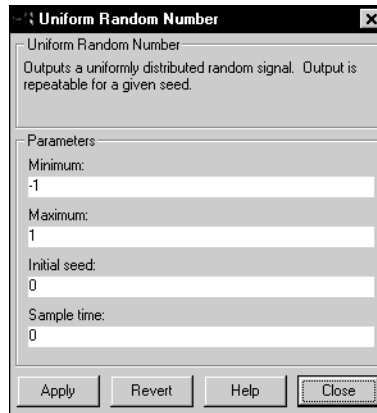 Uniform Random Number
Uniform Random Number
Outputs a uniformly distributed random signal. Output is
repeatable for a given seed.
Parameters
Minimum:
-1
Maximum:
1
Initial seed:
0
Sample time:
0
Apply Revert Help Close